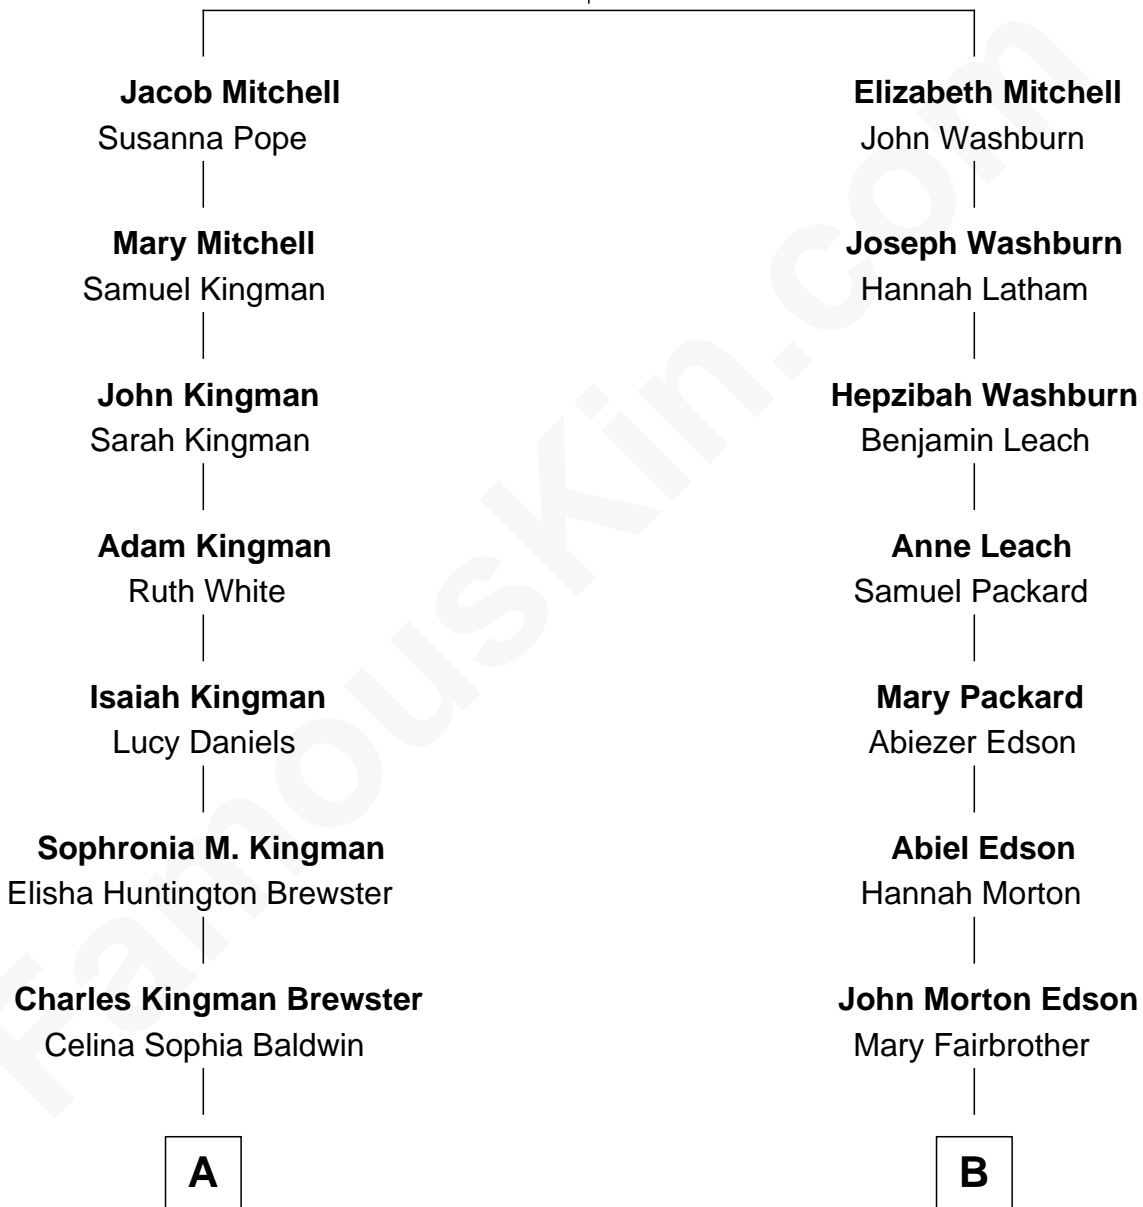 Jacob Mitchell
Susanna Pope
Mary Mitchell
Samuel Kingman
John Kingman
Sarah Kingman
Adam Kingman
Ruth White
Isaiah Kingman
Lucy Daniels
Sophronia M. Kingman
Elisha Huntington Brewster
Charles Kingman Brewster
Celina Sophia Baldwin
A
Elizabeth Mitchell
John Washburn
Joseph Washburn
Hannah Latham
Hepzibah Washburn
Benjamin Leach
Anne Leach
Samuel Packard
Mary Packard
Abiezer Edson
Abiel Edson
Hannah Morton
John Morton Edson
Mary Fairbrother
B
FamousKin.com